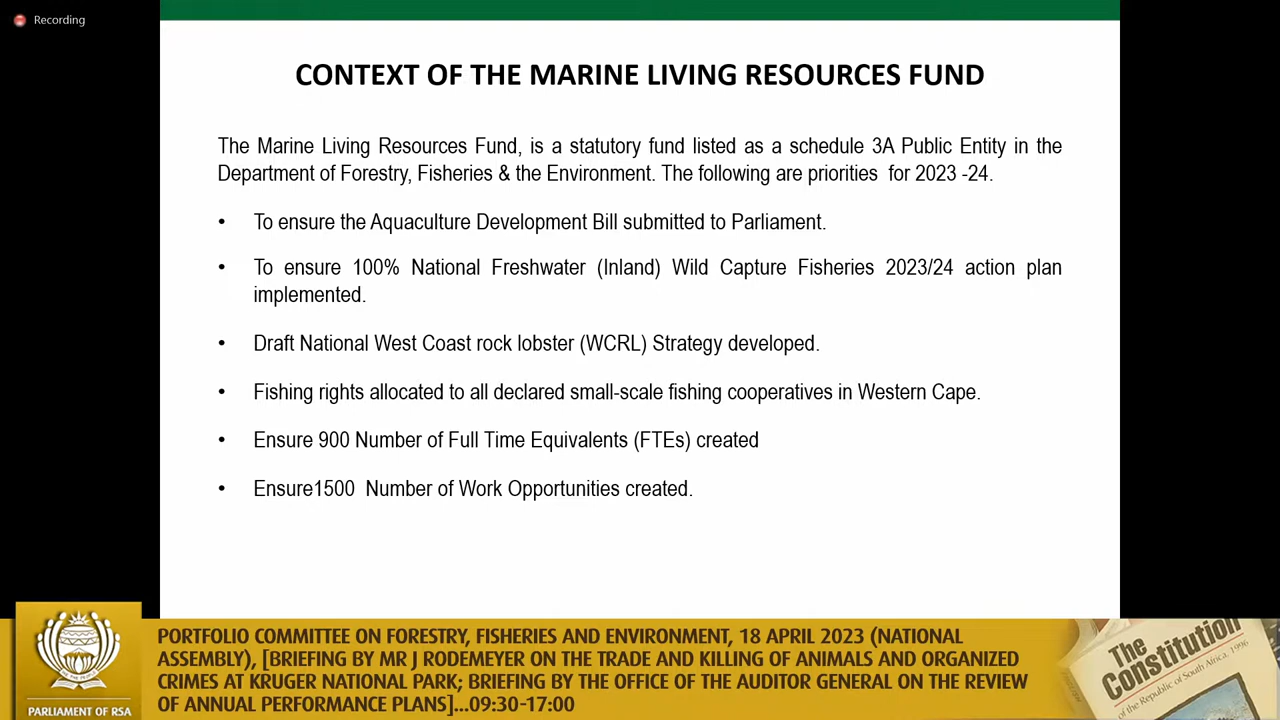 Recording
CONTEXT OF THE MARINE LIVING RESOURCES FUND
The Marine Living Resources Fund, is a statutory fund listed as a schedule 3A Public Entity in the
Department of Forestry, Fisheries & the Environment. The following are priorities for 2023 -24.
• To ensure the Aquaculture Development Bill submitted to Parliament.
• To ensure 100% National Freshwater (Inland) Wild Capture Fisheries 2023/24 action plan
implemented.
• Draft National West Coast rock lobster (WCRL) Strategy developed.
• Fishing rights allocated to all declared small-scale fishing cooperatives in Western Cape.
• Ensure 900 Number of Full Time Equivalents (FTEs) created
• Ensure1500 Number of Work Opportunities created.
PORTFOLIO COMMITTEE ON FORESTRY, FISHERIES AND ENVIRONMENT, 18 APRIL 2023 (NATIONAL
ASSEMBLY), [BRIEFING BY MR J RODEMEYER ON THE TRADE AND KILLING OF ANIMALS AND ORGANIZED
CRIMES AT KRUGER NATIONAL PARK; BRIEFING BY THE OFFICE OF THE AUDITOR GENERAL ON THE REVIEW
OF ANNUAL PERFORMANCE PLANS]...09:30-17:00
PARLIAMENT OF RSA
The
Constitution
of the Republic of South Africa, 1996